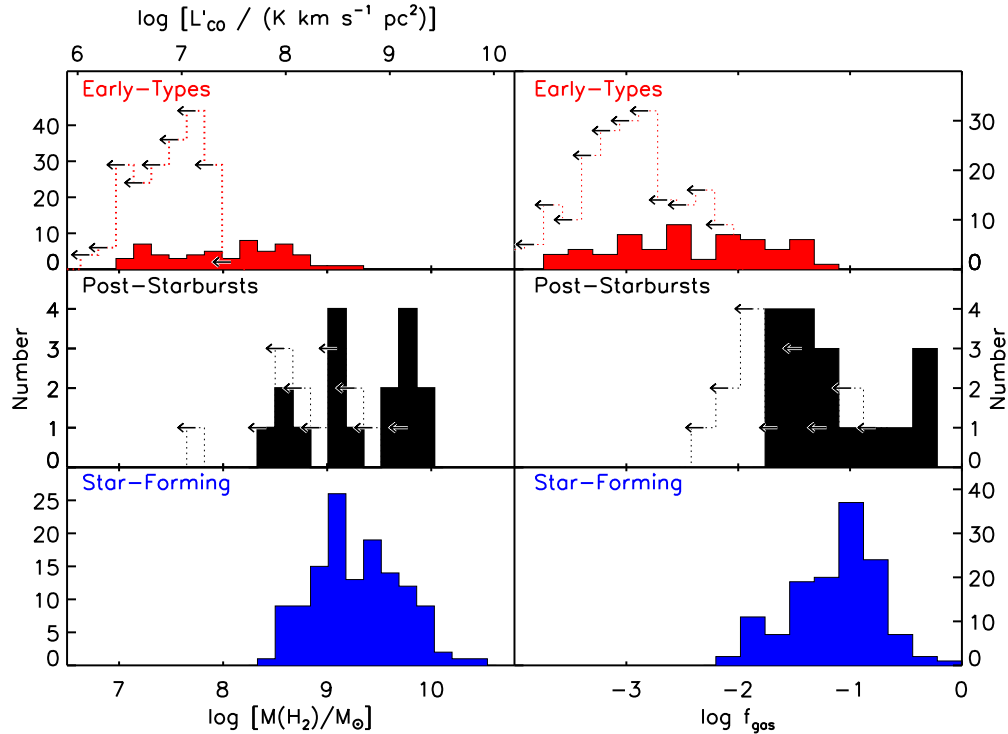 log [L'CO / (K km s⁻¹ pc²)]
6 7 8 9 10
Early−Types
40
30
20
10
0
Early−Types
30
20
10
0
Post−Starbursts
4
3
2
1
0
Post−Starbursts
4
3
2
1
0
Number
Number
Star−Forming
25
20
15
10
5
0
Star−Forming
40
30
20
10
0
7 8 9 10
−3 −2 −1 0
log [M(H₂)/M⊙]
log fgas